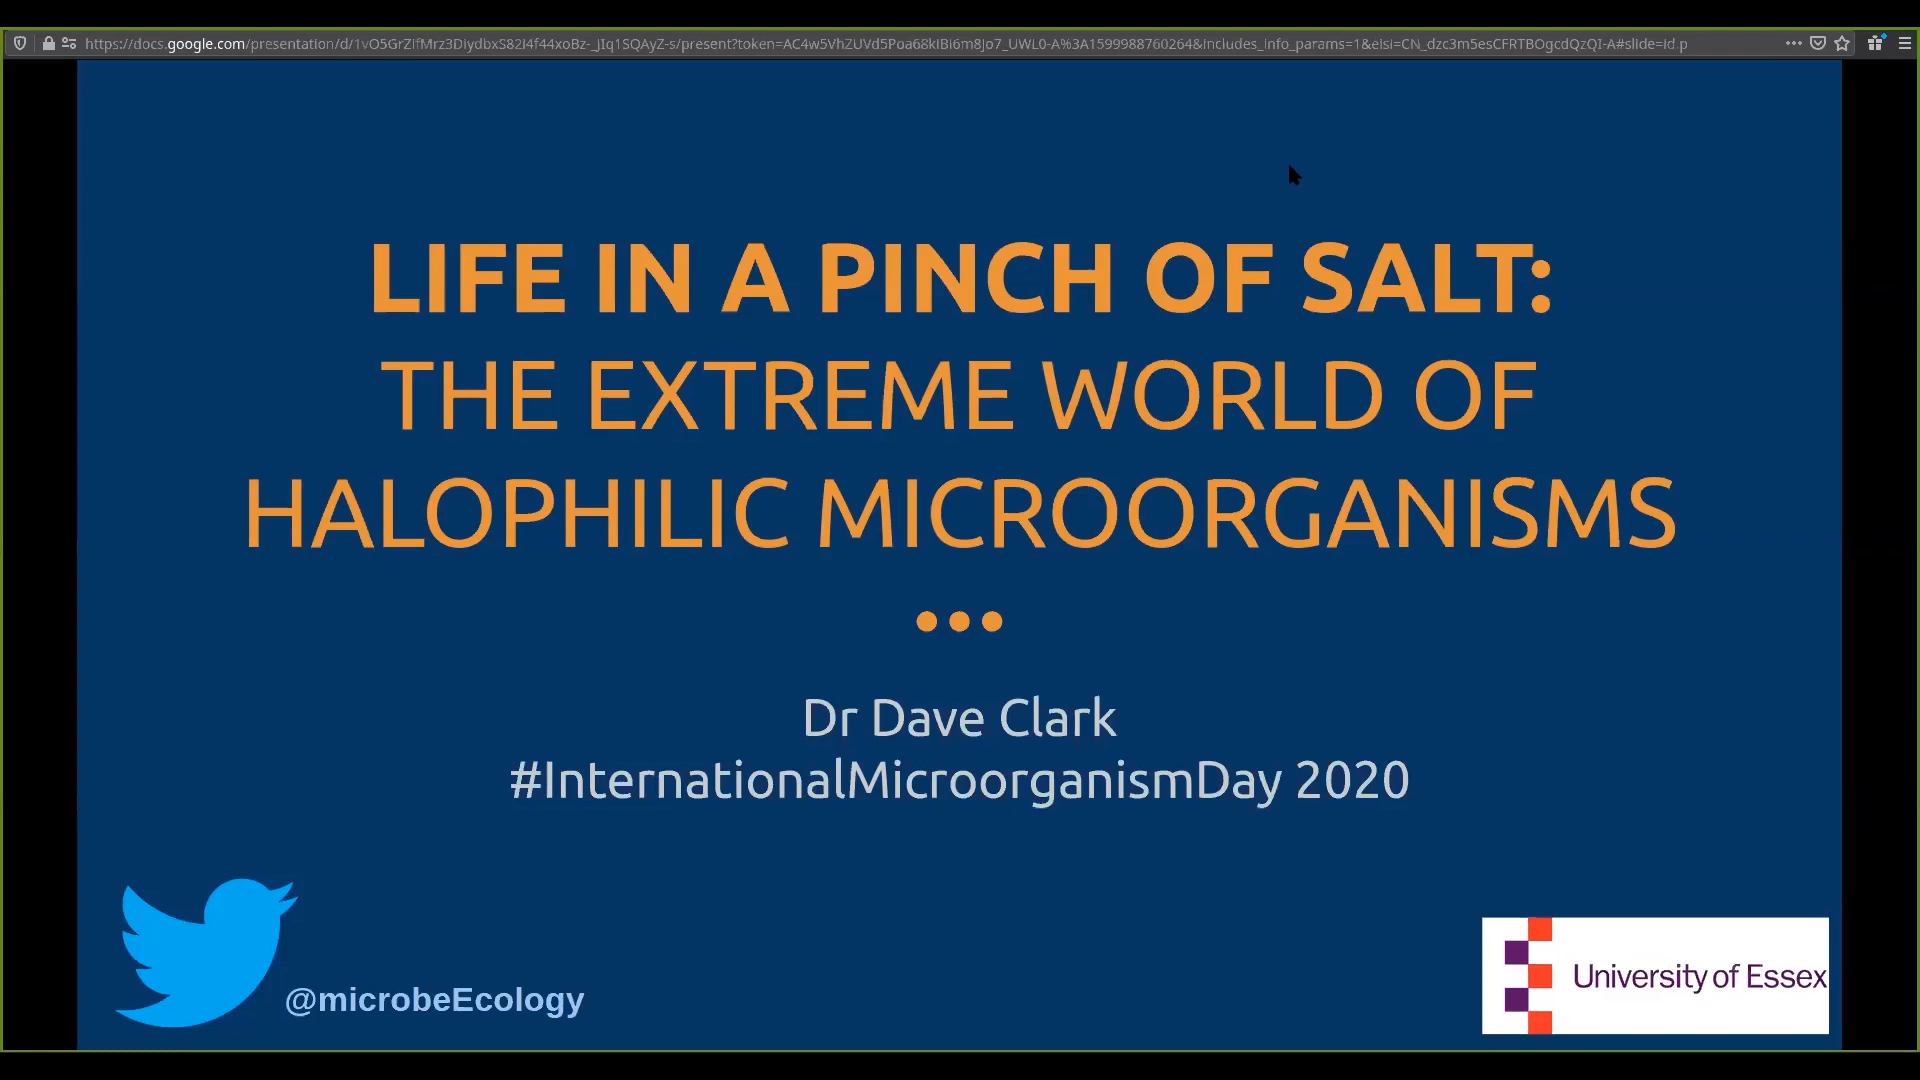 LIFE IN A PINCH OF SALT:
THE EXTREME WORLD OF
HALOPHILIC MICROORGANISMS
Dr Dave Clark
#InternationalMicroorganismDay 2020
@microbeEcology
University of Essex